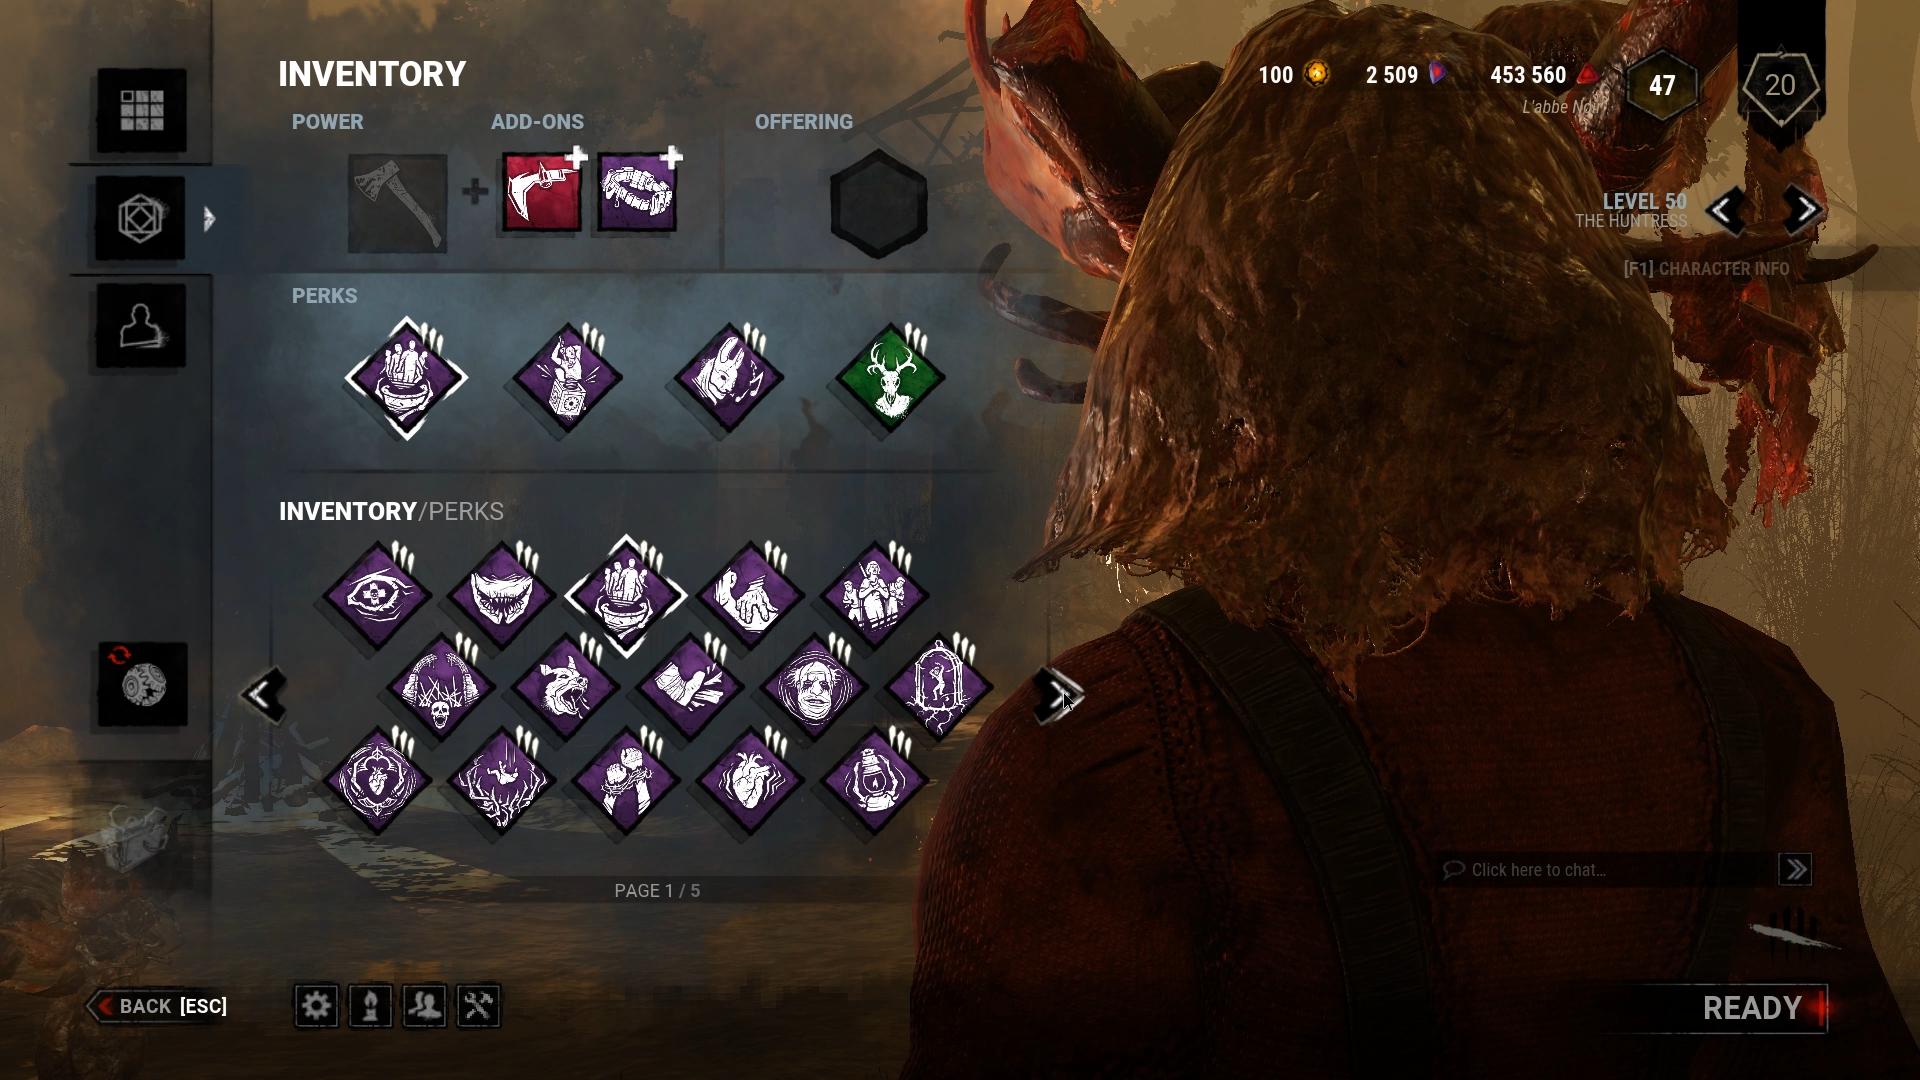 INVENTORY
100
2 509
453 560
47
20
L'abbe Noir
POWER
ADD-ONS
OFFERING
LEVEL 50
THE HUNTRESS
[F1] CHARACTER INFO
PERKS
INVENTORY/PERKS
Click here to chat...
PAGE 1 / 5
BACK [ESC]
READY